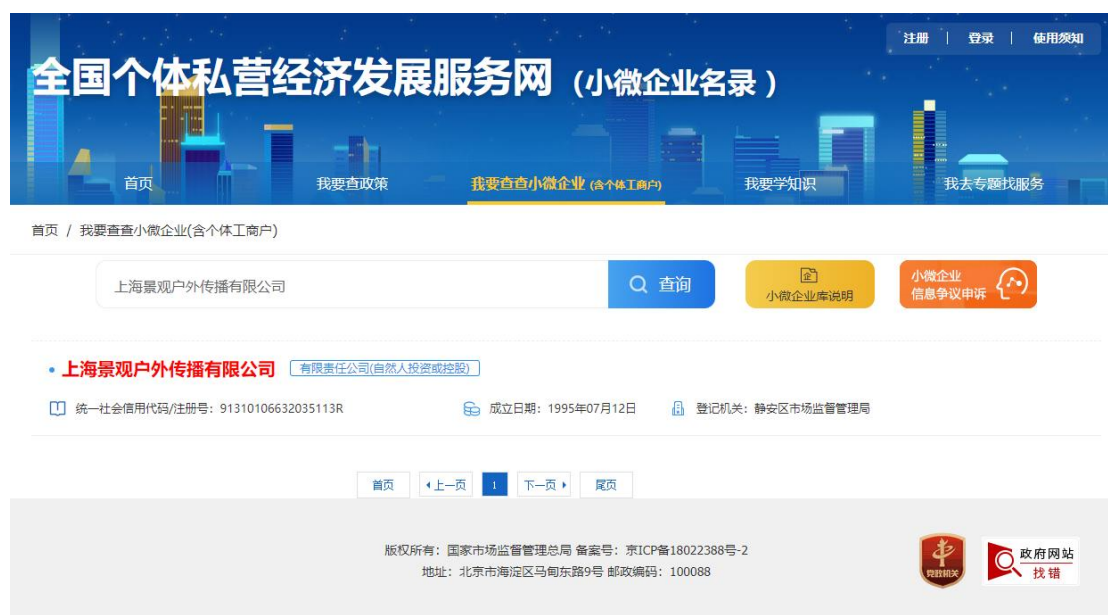 注册 | 登录 | 使用须知
全国个体私营经济发展服务网（小微企业名录）
首页 我要查政策 我要查查小微企业 (含个体工商户) 我要学知识 我去专题找服务
首页 / 我要查查小微企业(含个体工商户)
上海景观户外传播有限公司 查询 小微企业库说明 小微企业
信息争议申诉
上海景观户外传播有限公司 有限责任公司(自然人投资或控股)
统一社会信用代码/注册号：91310106632035113R 成立日期：1995年07月12日 登记机关：静安区市场监督管理局
首页 上一页 1 下一页 尾页
版权所有：国家市场监督管理总局 备案号：京ICP备18022388号-2
地址：北京市海淀区马甸东路9号 邮政编码：100088
党政机关
政府网站
找错